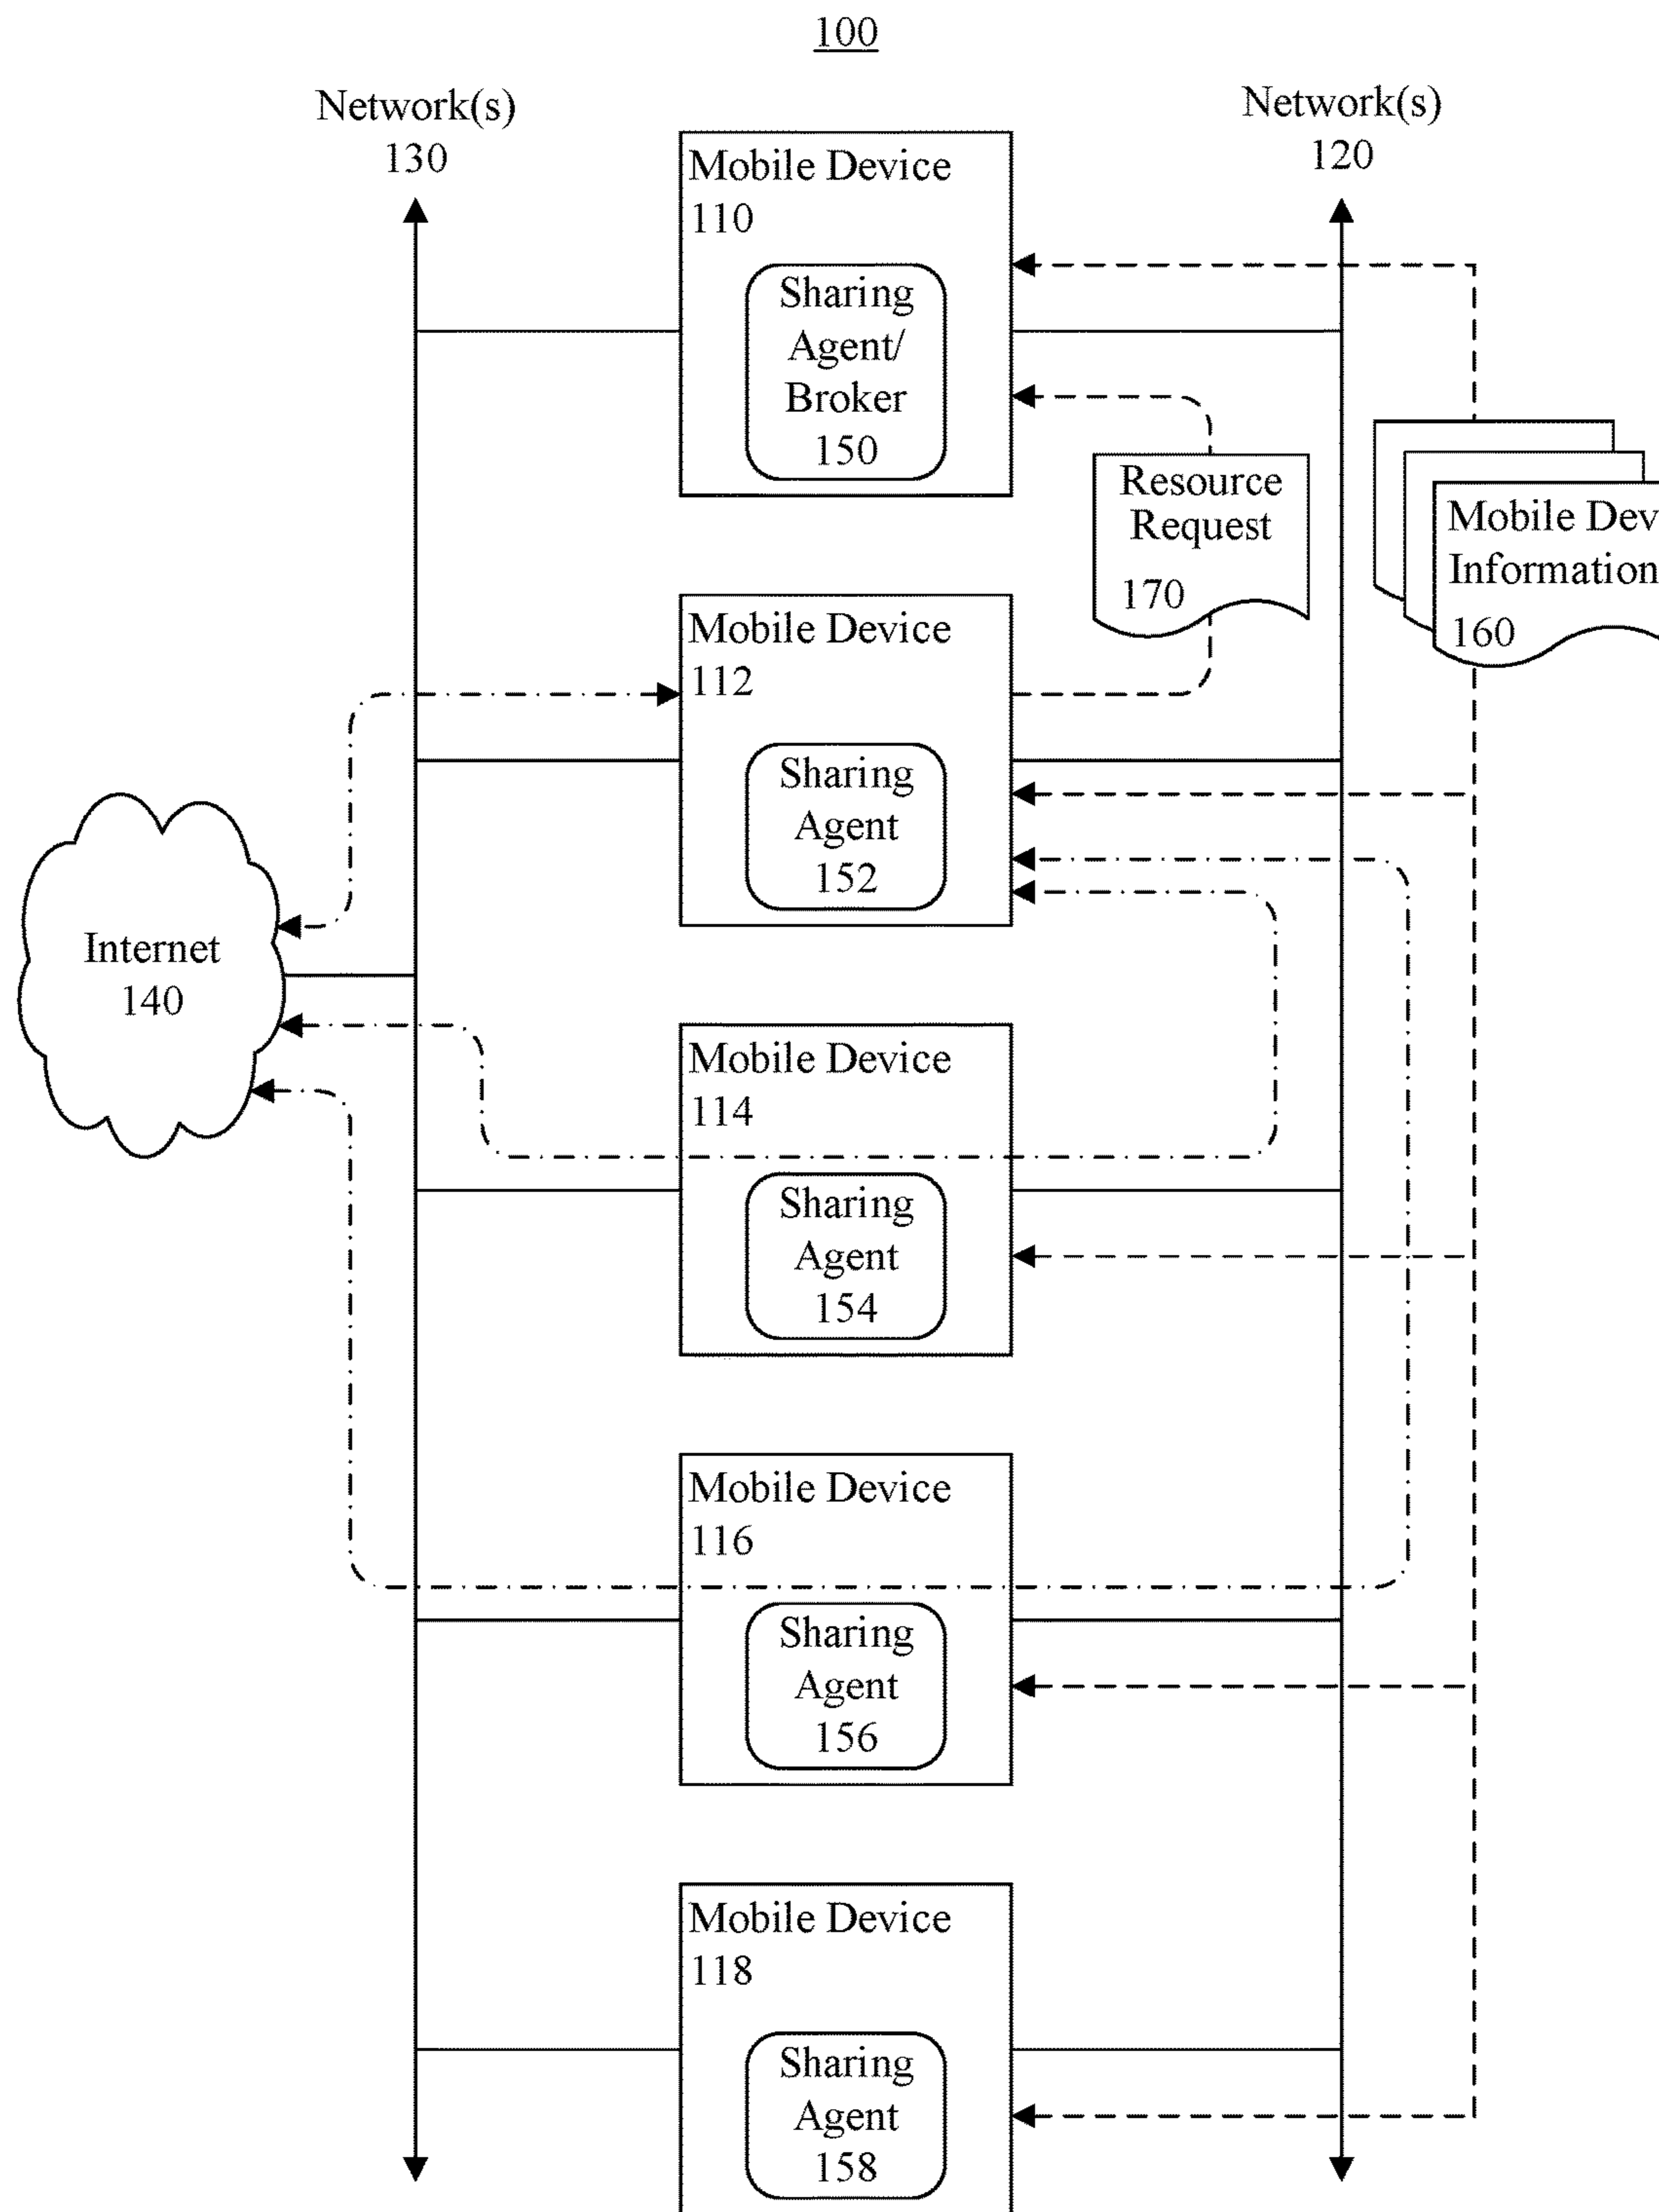 100
Network(s)
130
Network(s)
120
Mobile Device
110
Sharing
Agent/
Broker
150
Resource
Request
170
Mobile Dev
Information
160
Mobile Device
112
Sharing
Agent
152
Internet
140
Mobile Device
114
Sharing
Agent
154
Mobile Device
116
Sharing
Agent
156
Mobile Device
118
Sharing
Agent
158